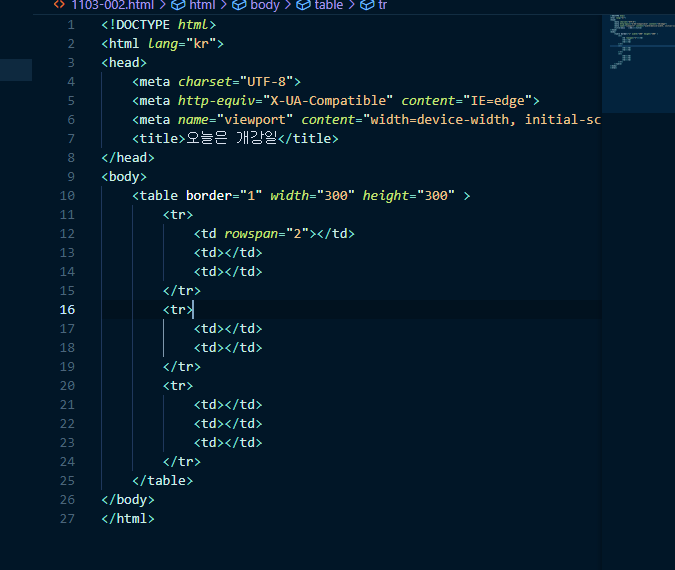 1103-002.html > html > body > table > tr
1 <!DOCTYPE html>
2 <html lang="kr">
3 <head>
4 <meta charset="UTF-8">
5 <meta http-equiv="X-UA-Compatible" content="IE=edge">
6 <meta name="viewport" content="width=device-width, initial-sc
7 <title>오늘은 개강일</title>
8 </head>
9 <body>
10 <table border="1" width="300" height="300" >
11 <tr>
12 <td rowspan="2"></td>
13 <td></td>
14 <td></td>
15 </tr>
16 <tr>
17 <td></td>
18 <td></td>
19 </tr>
20 <tr>
21 <td></td>
22 <td></td>
23 <td></td>
24 </tr>
25 </table>
26 </body>
27 </html>